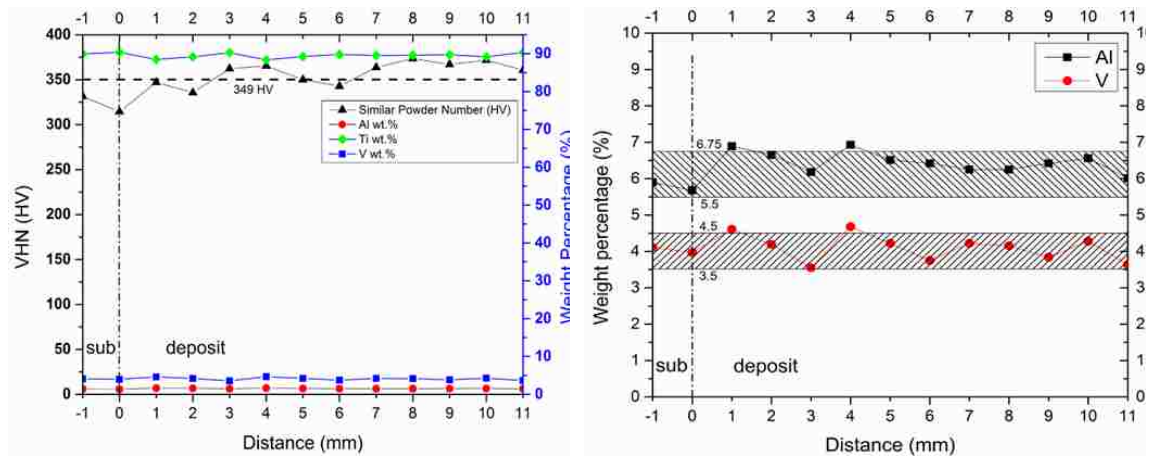 -1 0 1 2 3 4 5 6 7 8 9 10 11
400
350
300
250
200
150
100
50
0
VHN (HV)
90
80
70
60
50
40
30
20
10
0
Weight Percentage (%)
349 HV
Similar Powder Number (HV)
Al wt.%
Ti wt.%
V wt.%
sub deposit
-1 0 1 2 3 4 5 6 7 8 9 10 11
Distance (mm)
-1 0 1 2 3 4 5 6 7 8 9 10 11
10
9
8
7
6
5
4
3
2
1
0
Weight percentage (%)
9
8
7
6
5
4
3
2
1
0
Al
V
6.75
5.5
4.5
3.5
sub deposit
-1 0 1 2 3 4 5 6 7 8 9 10 11
Distance (mm)